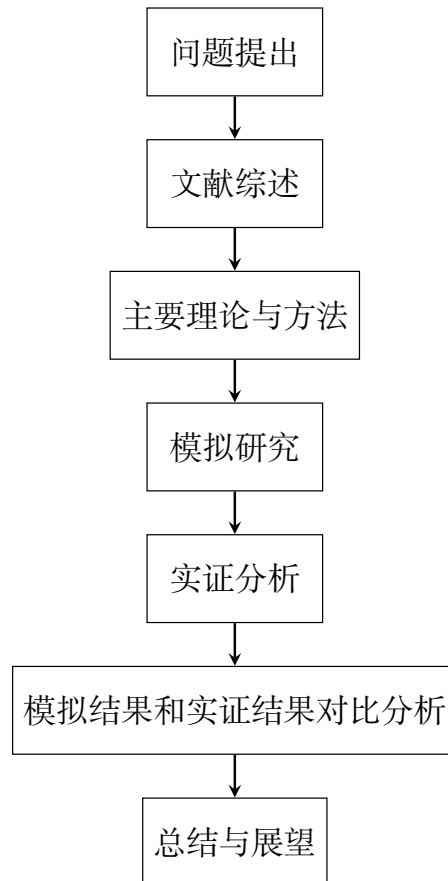 问题提出
文献综述
主要理论与方法
模拟研究
实证分析
模拟结果和实证结果对比分析
总结与展望